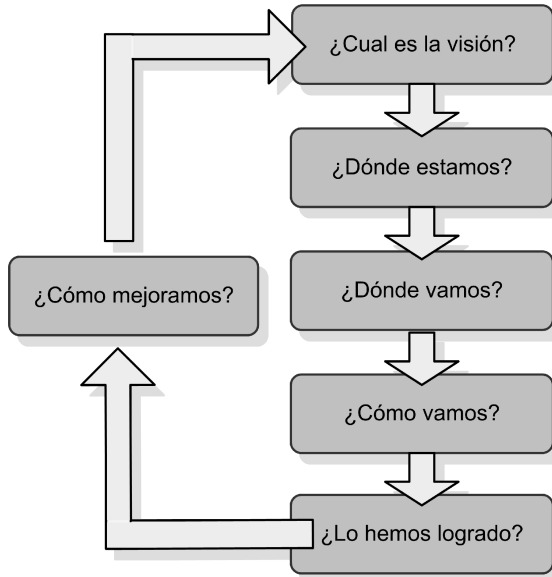 ¿Cual es la visión?
¿Dónde estamos?
¿Dónde vamos?
¿Cómo mejoramos?
¿Cómo vamos?
¿Lo hemos logrado?